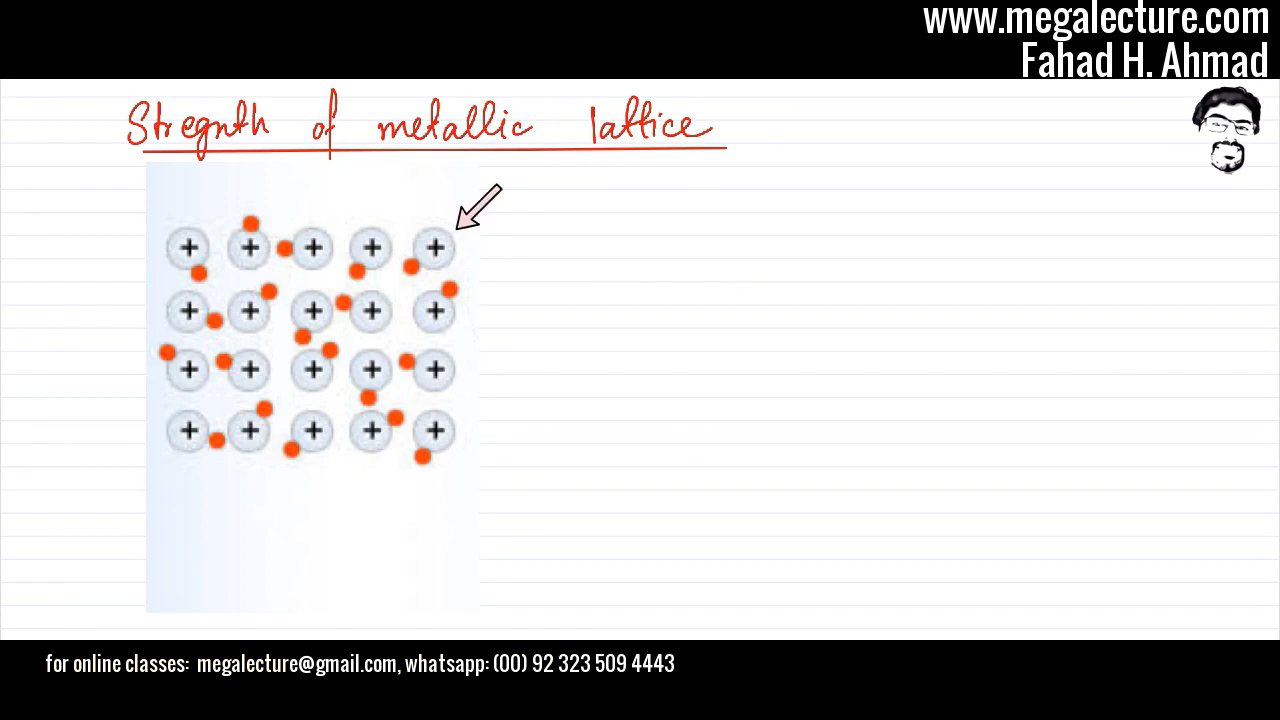 www.megalecture.com
Fahad H. Ahmad
Stregnth of metallic lattice
+ + + + +
+ + + + +
+ + + + +
+ + + + +
for online classes: megalecture@gmail.com, whatsapp: (00) 92 323 509 4443